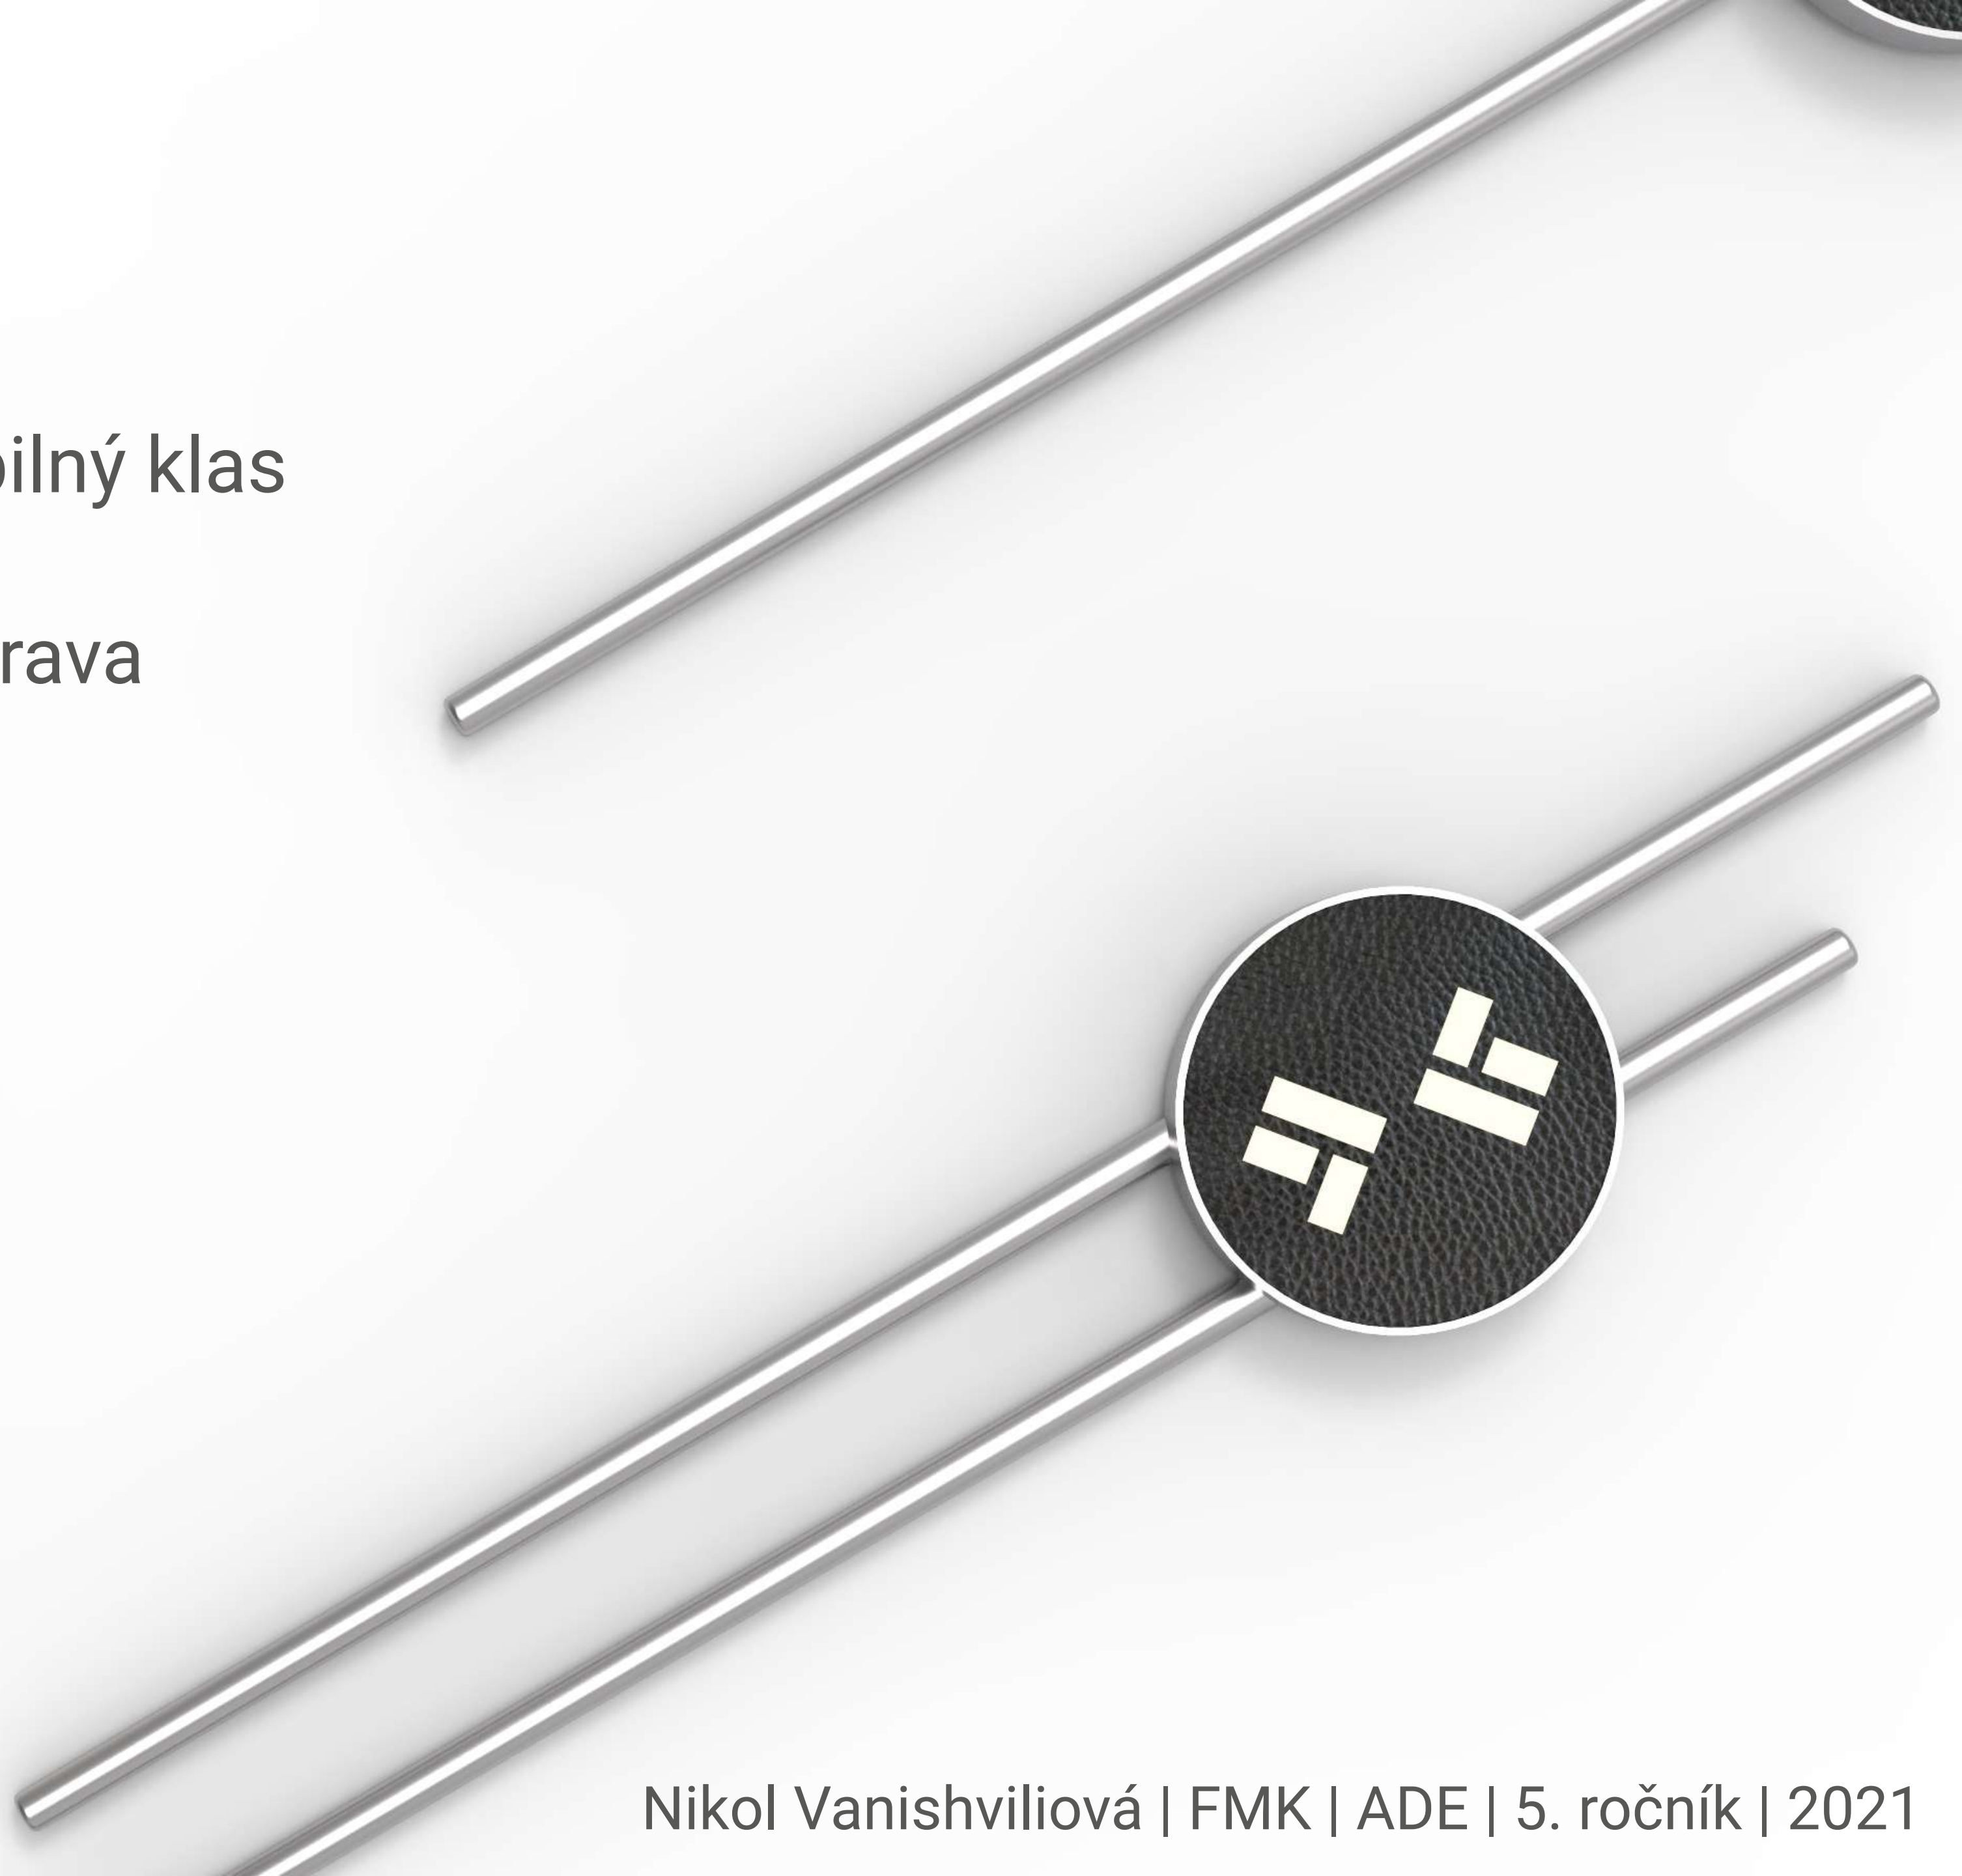 ilný klas
rava
Nikol Vanishviliová | FMK | ADE | 5. ročník | 2021